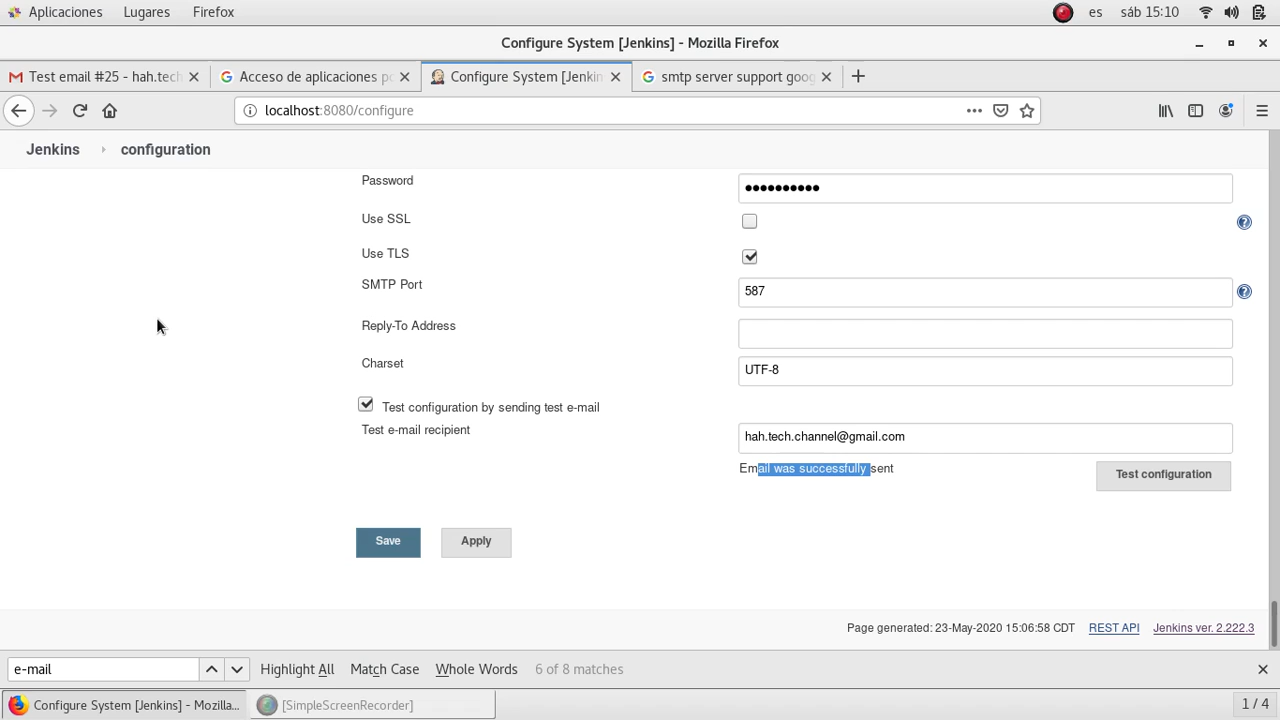 Aplicaciones Lugares Firefox es sáb 15:10
Configure System [Jenkins] - Mozilla Firefox
Test email #25 - hah.tech Acceso de aplicaciones po Configure System [Jenkin smtp server support goog
localhost:8080/configure
Jenkins configuration
Password ●●●●●●●●●●
Use SSL
Use TLS
SMTP Port 587
Reply-To Address
Charset UTF-8
Test configuration by sending test e-mail
Test e-mail recipient hah.tech.channel@gmail.com
Email was successfully sent Test configuration
Save Apply
Page generated: 23-May-2020 15:06:58 CDT REST API Jenkins ver. 2.222.3
e-mail Highlight All Match Case Whole Words 6 of 8 matches
Configure System [Jenkins] - Mozilla... [SimpleScreenRecorder] 1 / 4